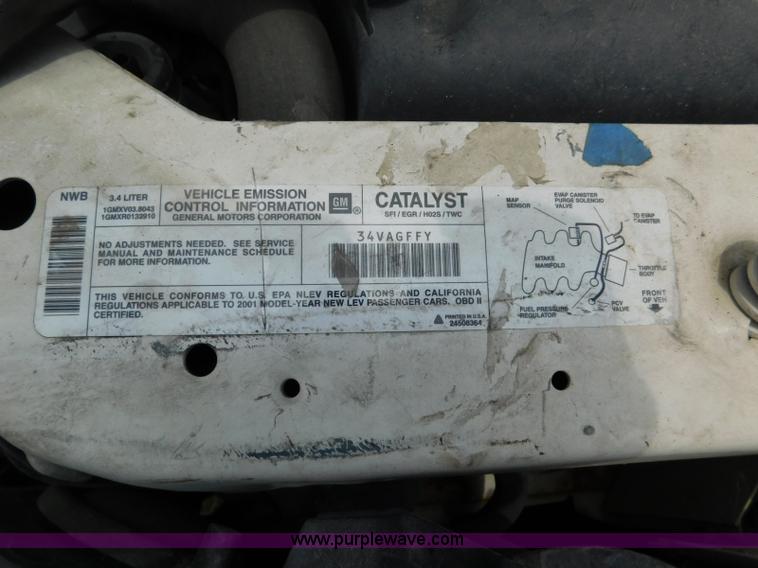 NWB
3.4 LITER
1GMXV03.8043
1GMXR0133910
VEHICLE EMISSION
CONTROL INFORMATION
GENERAL MOTORS CORPORATION
GM
CATALYST
SFI / EGR / HO2S / TWC
NO ADJUSTMENTS NEEDED. SEE SERVICE
MANUAL AND MAINTENANCE SCHEDULE
FOR MORE INFORMATION.
34VAGFFY
THIS VEHICLE CONFORMS TO U.S. EPA NLEV REGULATIONS AND CALIFORNIA
REGULATIONS APPLICABLE TO 2001 MODEL-YEAR NEW LEV PASSENGER CARS. OBD II
CERTIFIED.
PRINTED IN U.S.A.
24508364
MAP
SENSOR
EVAP CANISTER
PURGE SOLENOID
VALVE
TO EVAP
CANISTER
INTAKE
MANIFOLD
THROTTLE
BODY
FUEL PRESSURE
REGULATOR
PCV
VALVE
FRONT
OF VEH
www.purplewave.com